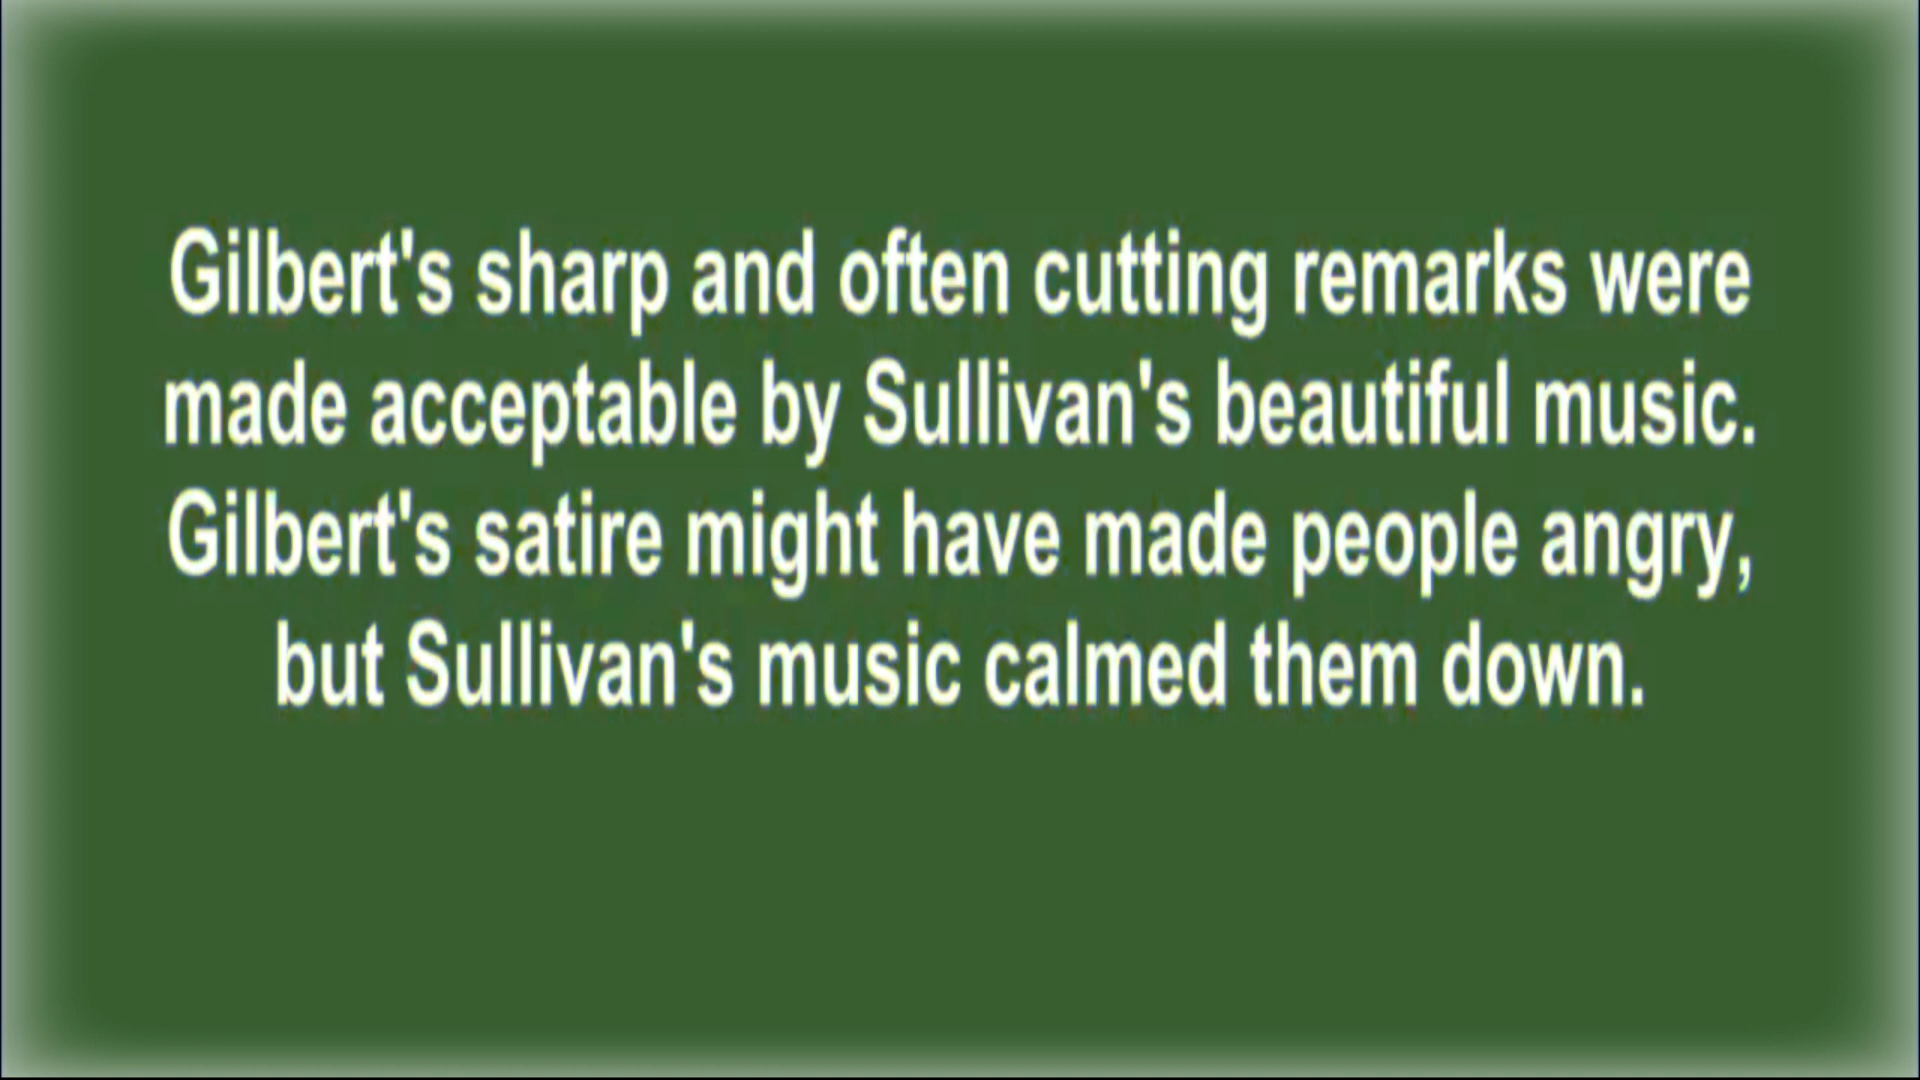 Gilbert's sharp and often cutting remarks were
made acceptable by Sullivan's beautiful music.
Gilbert's satire might have made people angry,
but Sullivan's music calmed them down.